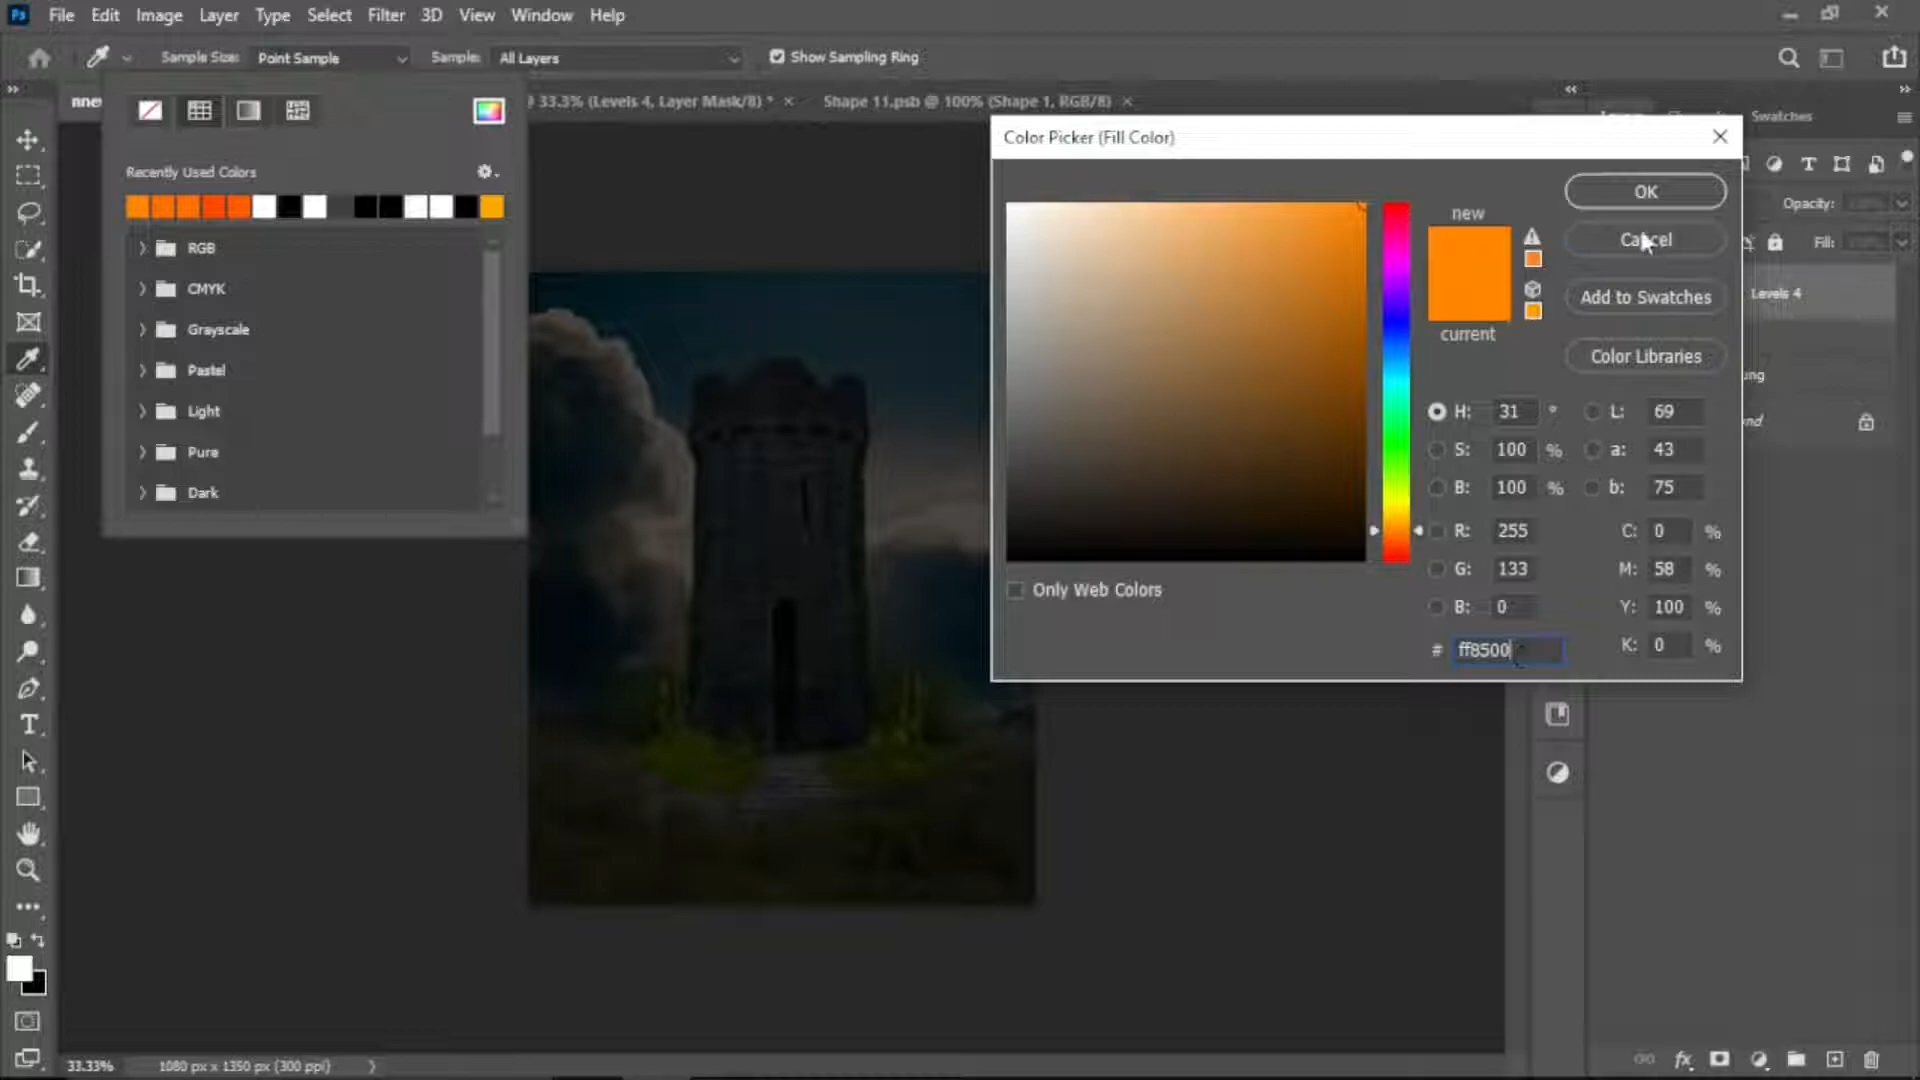 Ps File Edit Image Layer Type Select Filter 3D View Window Help
Sample Size: Point Sample Sample: All Layers Show Sampling Ring
@ 33.3% (Levels 4, Layer Mask/8) * × Shape 11.psb @ 100% (Shape 1, RGB/8) ×
Swatches
Color Picker (Fill Color)
Recently Used Colors
RGB
CMYK
Grayscale
Pastel
Light
Pure
Dark
new
current
OK
Cancel
Add to Swatches
Color Libraries
H: 31 °
S: 100 %
B: 100 %
R: 255
G: 133
B: 0
# ff8500
L: 69
a: 43
b: 75
C: 0 %
M: 58 %
Y: 100 %
K: 0 %
Only Web Colors
Opacity:
Fill:
Levels 4
33.33% 1080 px x 1350 px (300 ppi)